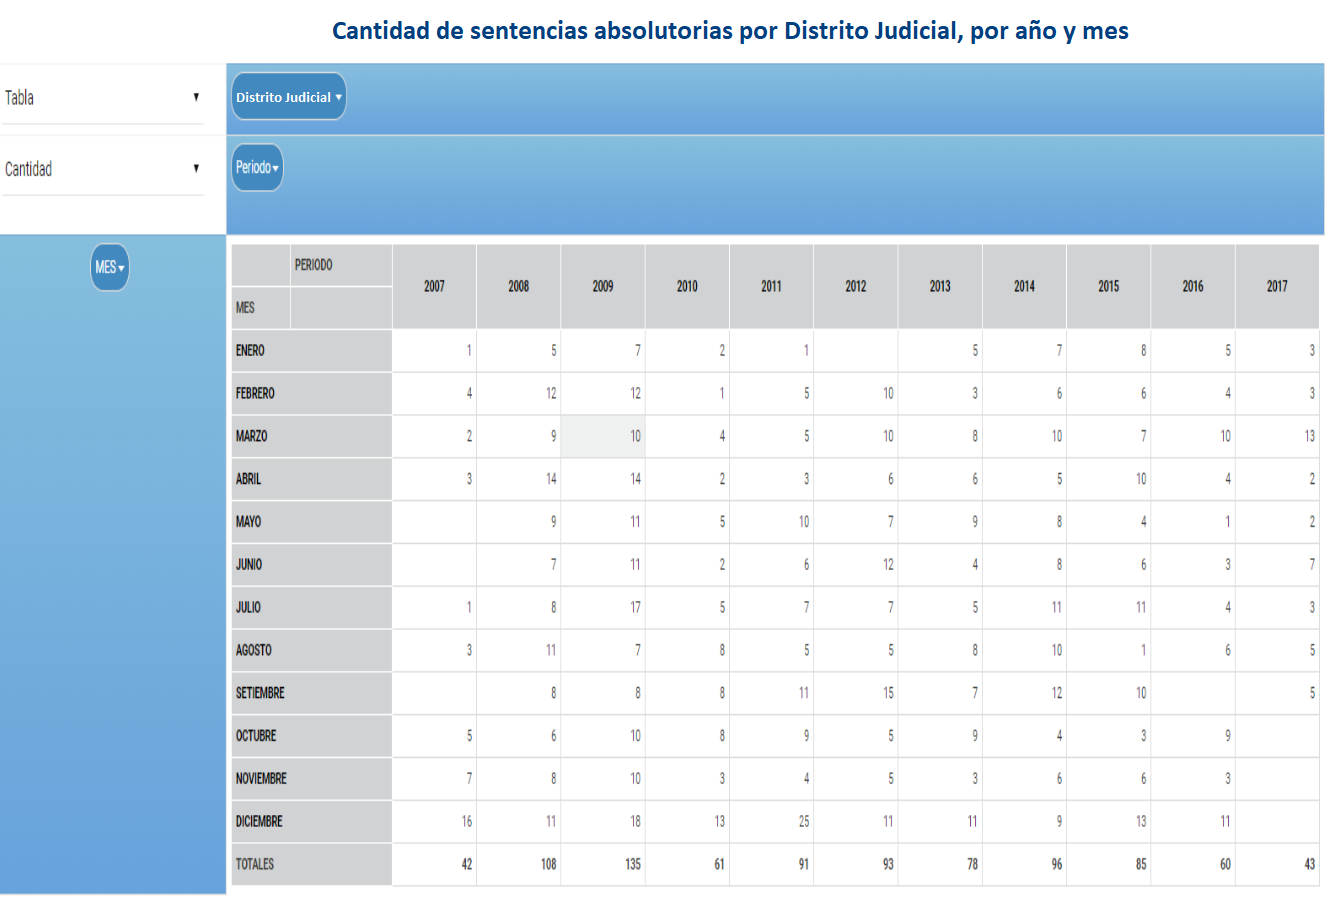 Cantidad de sentencias absolutorias por Distrito Judicial, por año y mes
Tabla ▼
Distrito Judicial ▼
Cantidad ▼
Periodo ▼
MES ▼
PERIODO
2007 2008 2009 2010 2011 2012 2013 2014 2015 2016 2017
MES
ENERO 1 5 7 2 1 5 7 8 5 3
FEBRERO 4 12 12 1 5 10 3 6 6 4 3
MARZO 2 9 10 4 5 10 8 10 7 10 13
ABRIL 3 14 14 2 3 6 6 5 10 4 2
MAYO 9 11 5 10 7 9 8 4 1 2
JUNIO 7 11 2 6 12 4 8 6 3 7
JULIO 1 8 17 5 7 7 5 11 11 4 3
AGOSTO 3 11 7 8 5 5 8 10 1 6 5
SETIEMBRE 8 8 8 11 15 7 12 10 5
OCTUBRE 5 6 10 8 9 5 9 4 3 9
NOVIEMBRE 7 8 10 3 4 5 3 6 6 3
DICIEMBRE 16 11 18 13 25 11 11 9 13 11
TOTALES 42 108 135 61 91 93 78 96 85 60 43